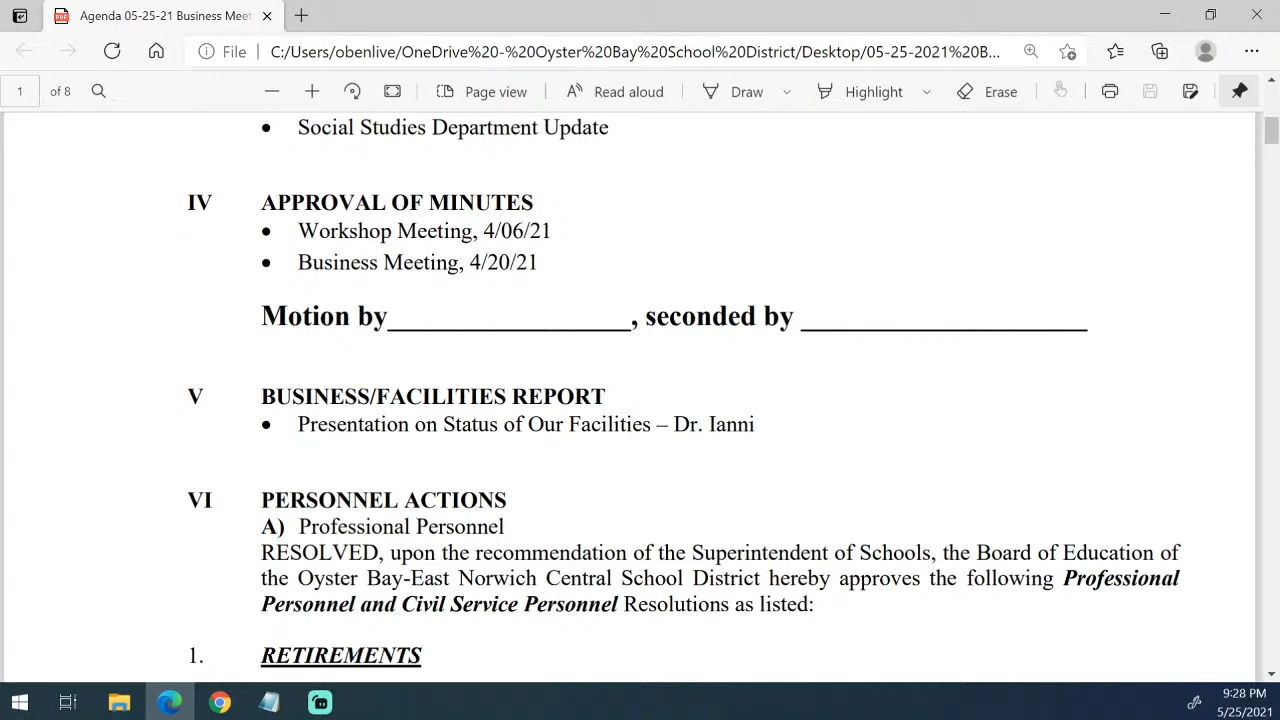 Agenda 05-25-21 Business Meet
File
C:/Users/obenlive/OneDrive%20-%20Oyster%20Bay%20School%20District/Desktop/05-25-2021%20B...
1 of 8
Page view
Read aloud
Draw
Highlight
Erase
• Social Studies Department Update
IV APPROVAL OF MINUTES
• Workshop Meeting, 4/06/21
• Business Meeting, 4/20/21
Motion by_________________, seconded by ____________________
V BUSINESS/FACILITIES REPORT
• Presentation on Status of Our Facilities – Dr. Ianni
VI PERSONNEL ACTIONS
A) Professional Personnel
RESOLVED, upon the recommendation of the Superintendent of Schools, the Board of Education of
the Oyster Bay-East Norwich Central School District hereby approves the following Professional
Personnel and Civil Service Personnel Resolutions as listed:
1. RETIREMENTS
9:28 PM
5/25/2021